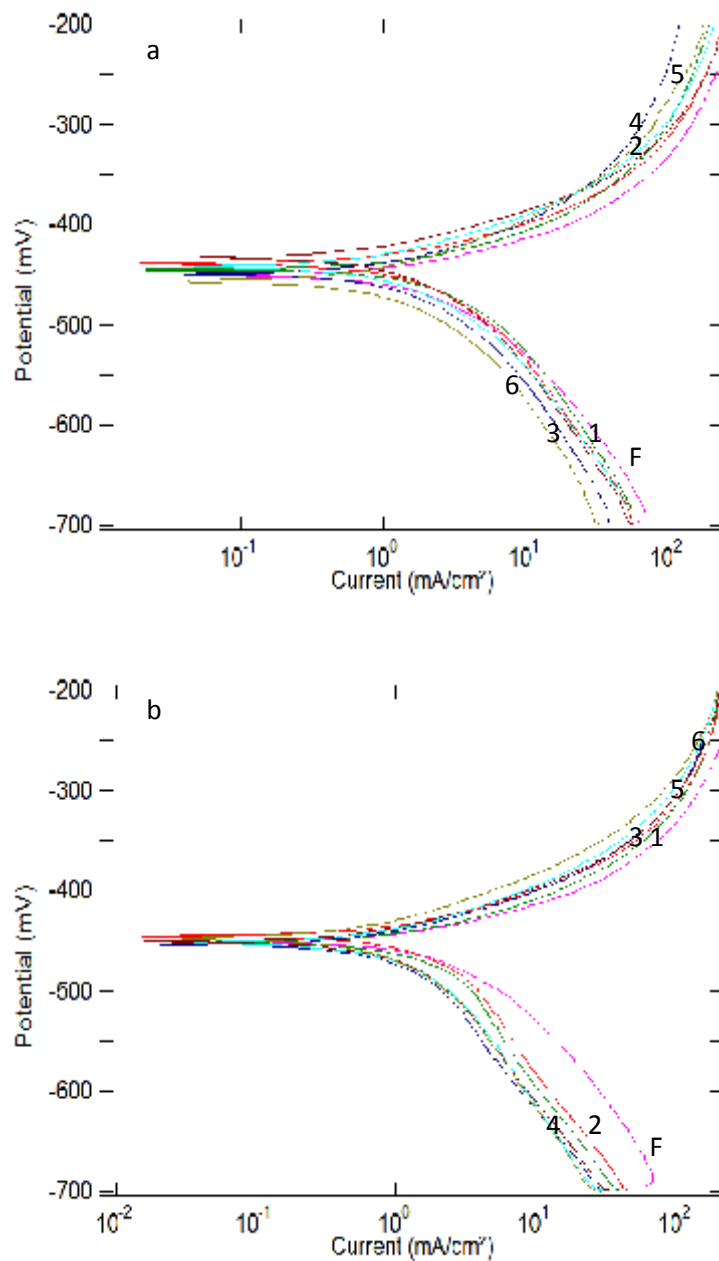 -200
a
5
4
-300
2
-400
Potential (mV)
-500
6
-600
3 1
F
-700
10⁻¹ 10⁰ 10¹ 10²
Current (mA/cm²)
-200
b
6
-300
5
3 1
-400
Potential (mV)
-500
-600
4 2
F
-700
10⁻² 10⁻¹ 10⁰ 10¹ 10²
Current (mA/cm²)